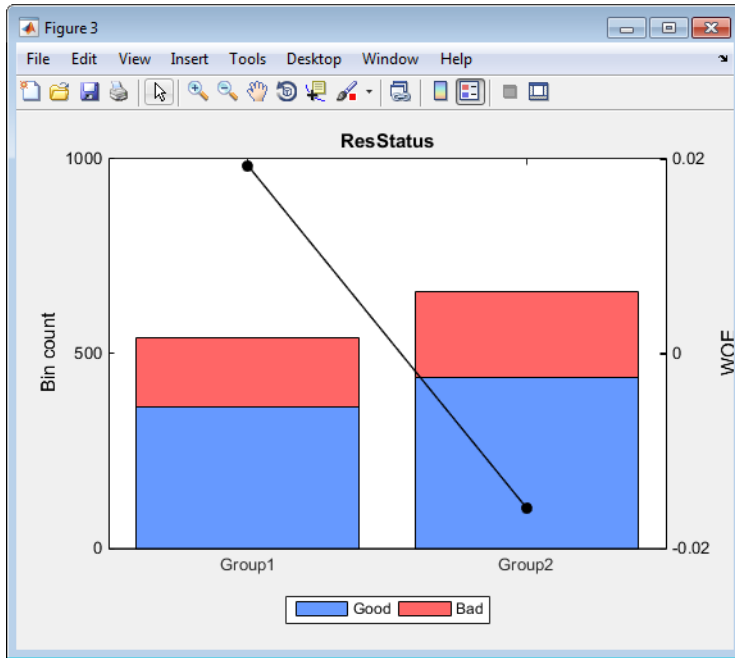 Figure 3
File Edit View Insert Tools Desktop Window Help
ResStatus
1000
500
0
Bin count
0.02
0
-0.02
WOE
Group1 Group2
Good Bad